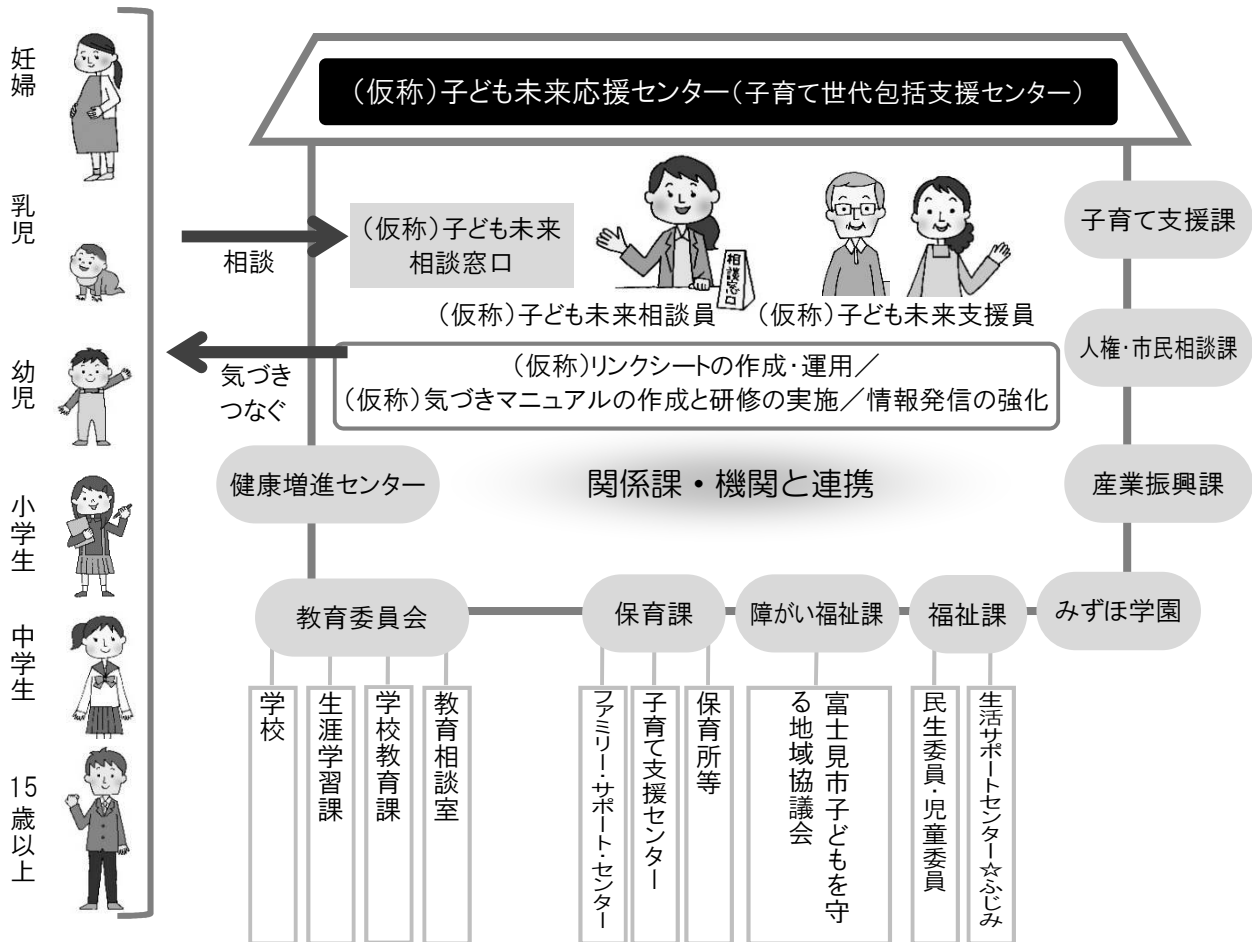 (仮称)子ども未来応援センター(子育て世代包括支援センター)
妊婦
乳児
幼児
小学生
中学生
15歳以上
相談
(仮称)子ども未来
相談窓口
相談窓口
(仮称)子ども未来相談員
(仮称)子ども未来支援員
気づき
つなぐ
(仮称)リンクシートの作成・運用/
(仮称)気づきマニュアルの作成と研修の実施/情報発信の強化
関係課・機関と連携
子育て支援課
人権・市民相談課
産業振興課
健康増進センター
教育委員会
保育課
障がい福祉課
福祉課
みずほ学園
学校
生涯学習課
学校教育課
教育相談室
ファミリー・サポート・センター
子育て支援センター
保育所等
富士見市子どもを守
る地域協議会
民生委員・児童委員
生活サポートセンター☆ふじみ